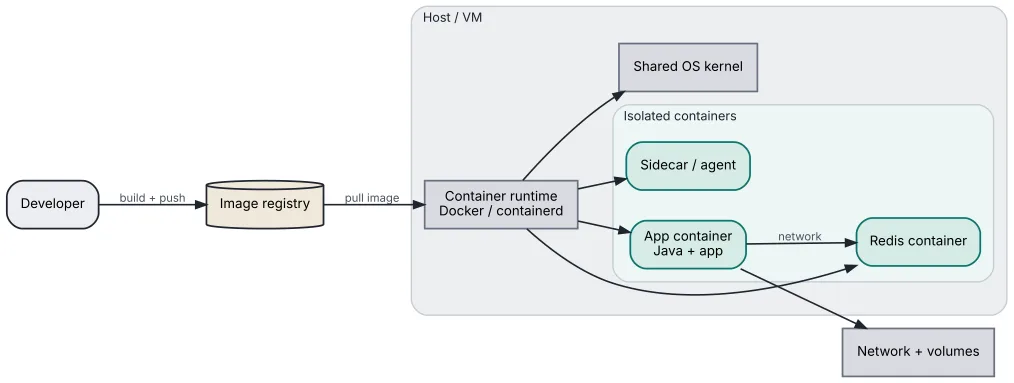 Host / VM
Shared OS kernel
Isolated containers
Sidecar / agent
Developer
build + push
Image registry
pull image
Container runtime
Docker / containerd
App container
Java + app
network
Redis container
Network + volumes